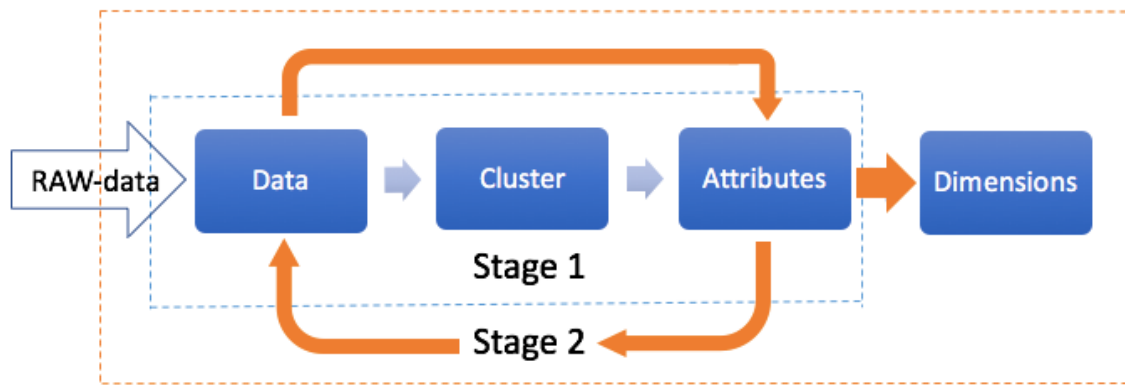 RAW-data
Data
Cluster
Attributes
Dimensions
Stage 1
Stage 2